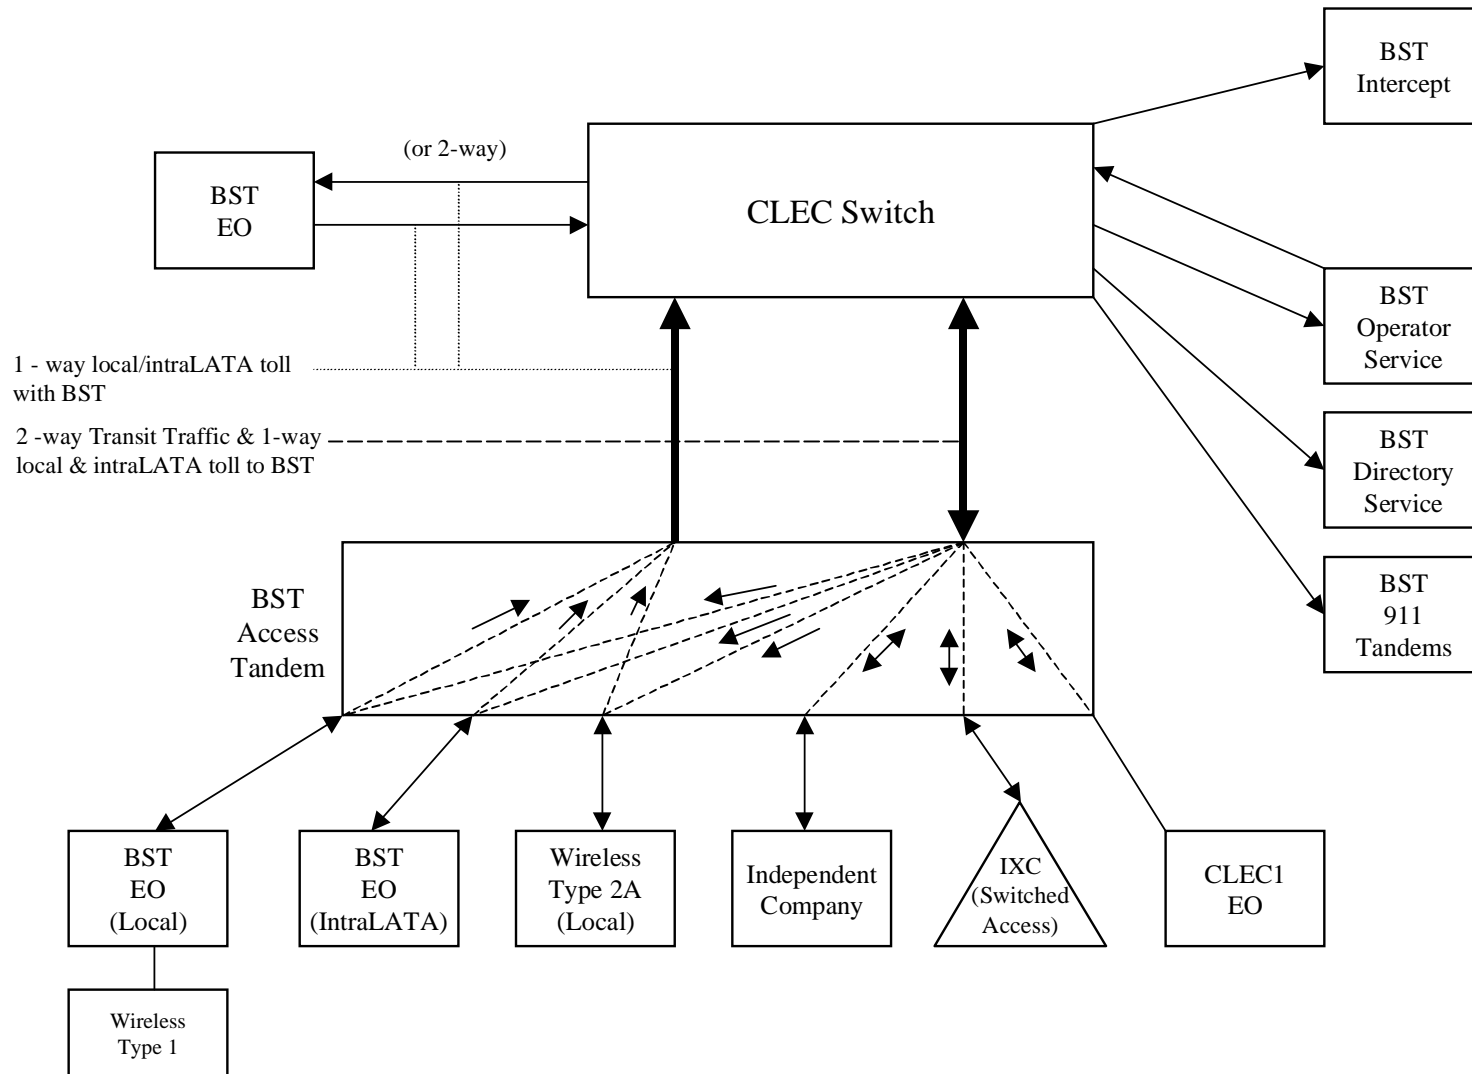 BST
Intercept
(or 2-way)
BST
EO
CLEC Switch
BST
Operator
Service
1 - way local/intraLATA toll
with BST
2 -way Transit Traffic & 1-way
local & intraLATA toll to BST
BST
Directory
Service
BST
911
Tandems
BST
Access
Tandem
BST
EO
(Local)
BST
EO
(IntraLATA)
Wireless
Type 2A
(Local)
Independent
Company
IXC
(Switched
Access)
CLEC1
EO
Wireless
Type 1